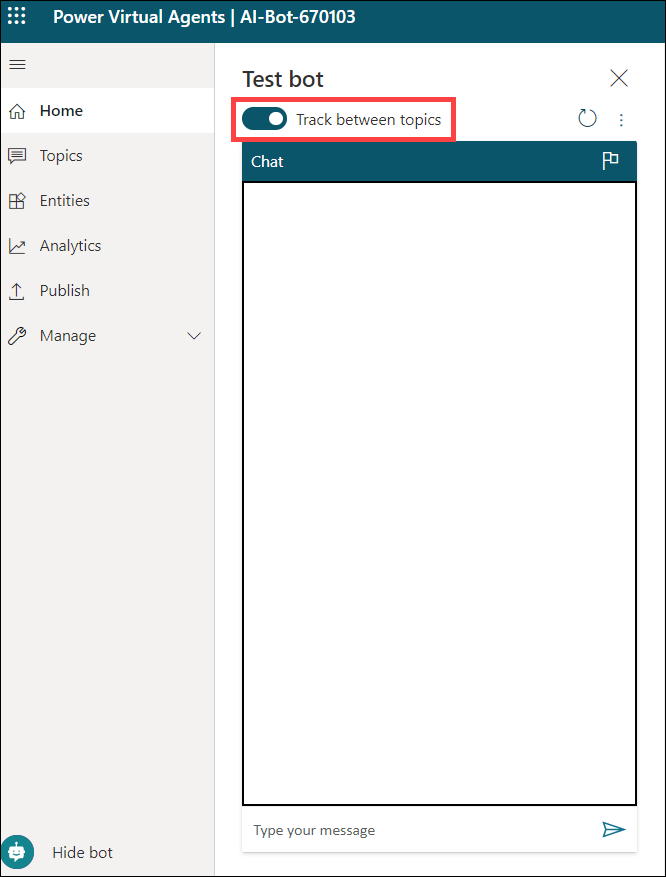 Power Virtual Agents | AI-Bot-670103
Home
Topics
Entities
Analytics
Publish
Manage
Hide bot
Test bot
Track between topics
Chat
Type your message